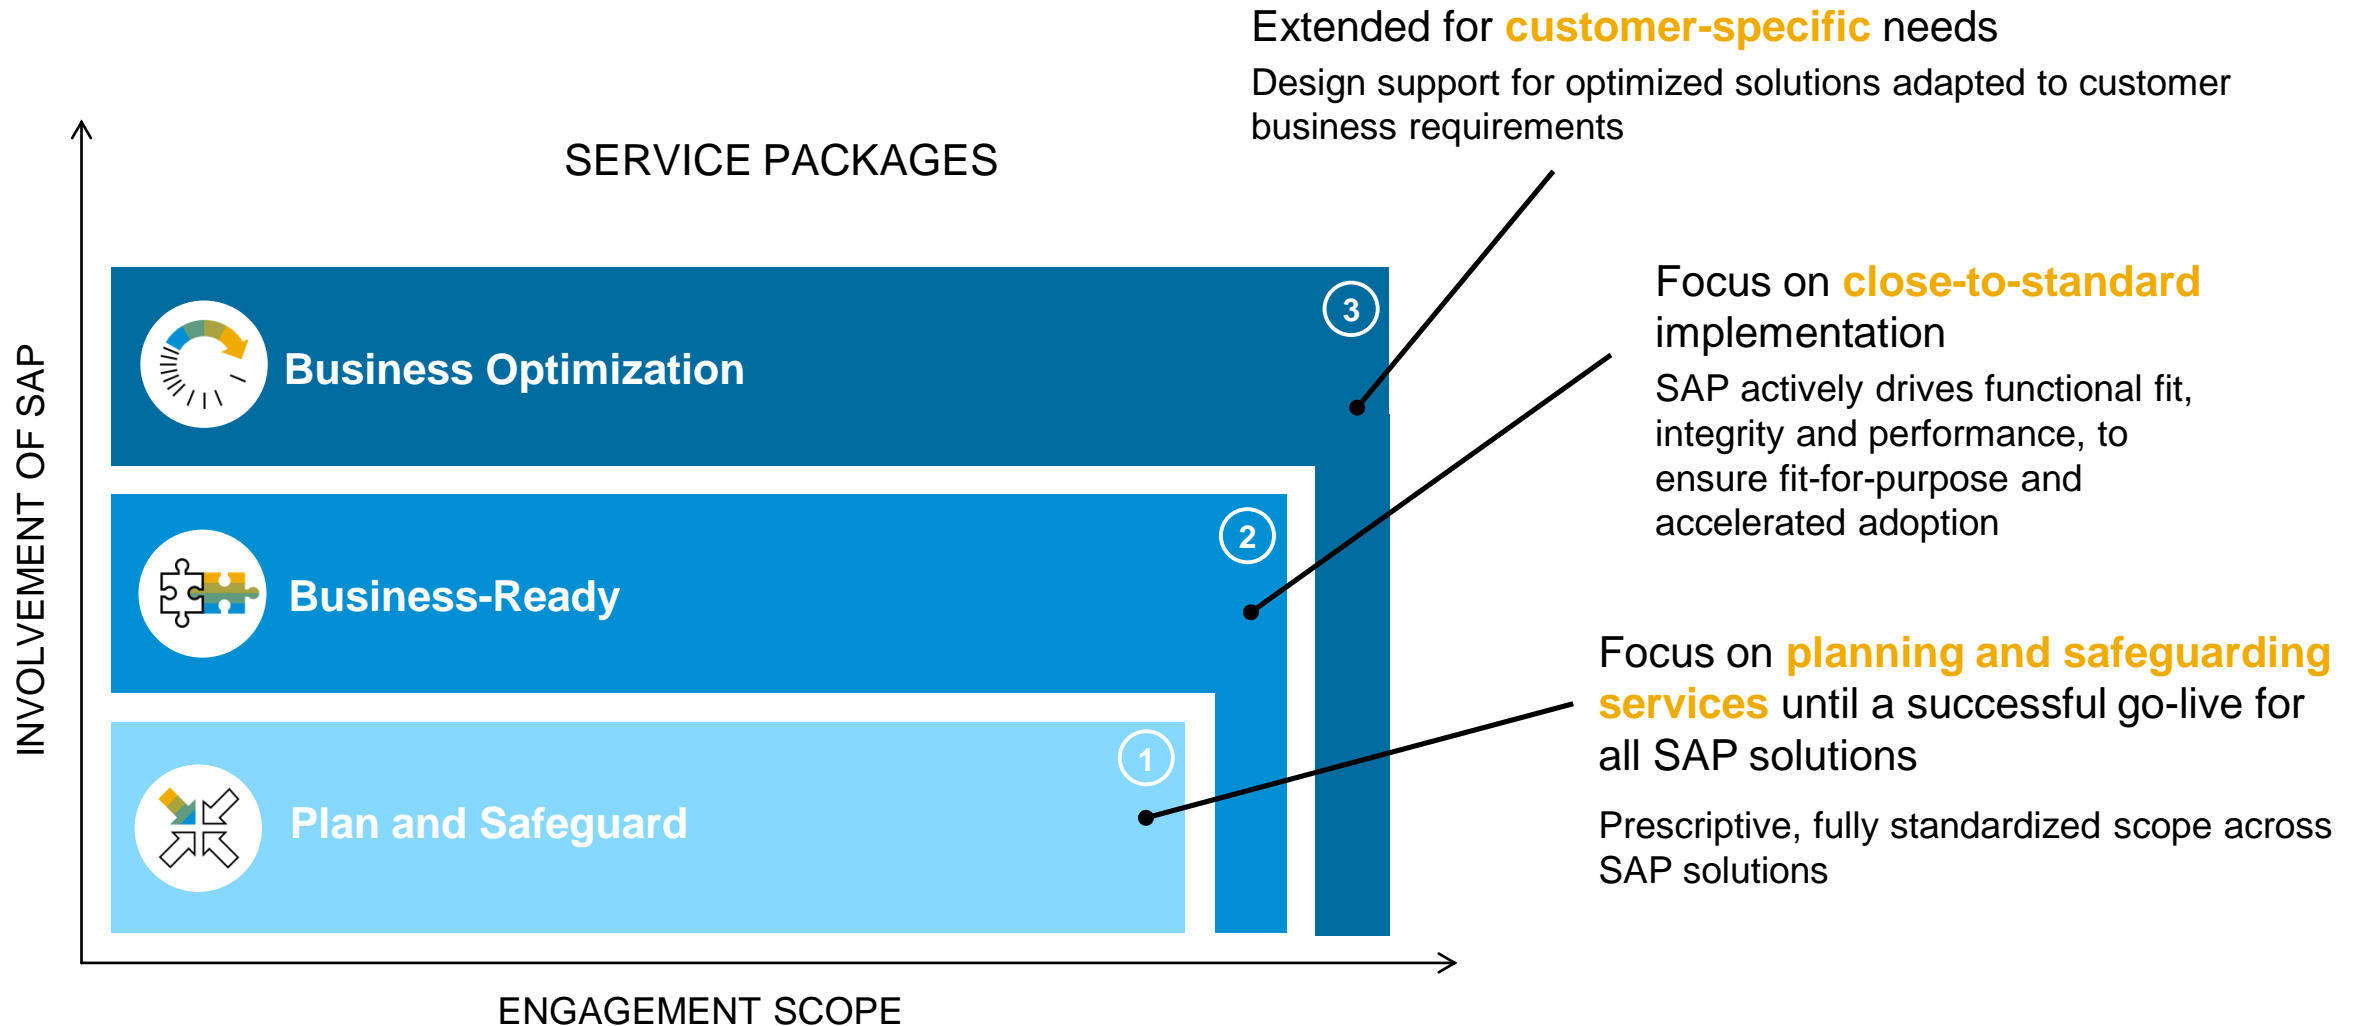 Extended for customer-specific needs
Design support for optimized solutions adapted to customer
business requirements
SERVICE PACKAGES
INVOLVEMENT OF SAP
3
Business Optimization
Focus on close-to-standard
implementation
SAP actively drives functional fit,
integrity and performance, to
ensure fit-for-purpose and
accelerated adoption
2
Business-Ready
Focus on planning and safeguarding
services until a successful go-live for
all SAP solutions
Prescriptive, fully standardized scope across
SAP solutions
1
Plan and Safeguard
ENGAGEMENT SCOPE